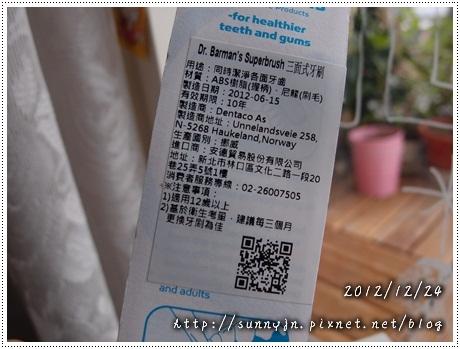 Products
-for healthier
teeth and gums
Dr. Barman's Superbrush 三面式牙刷
用途：同時潔淨各面牙齒
材質：ABS樹脂(握柄)、尼龍(刷毛)
製造日期：2012-06-15
有效期限：10年
製造商：Dentaco As
製造商地址：Unnelandsveie 258,
N-5268 Haukeland,Norway
生產國別：挪威
進口商：安德貿易股份有限公司
地址：新北市林口區文化二路一段20
巷25弄5號1樓
消費者服務專線：02-26007505
※注意事項：
1)適用12歲以上
2)基於衛生考量，建議每三個月
更換牙刷為佳
and adults
2012/12/24
http://sunnyjn.pixnet.net/blog